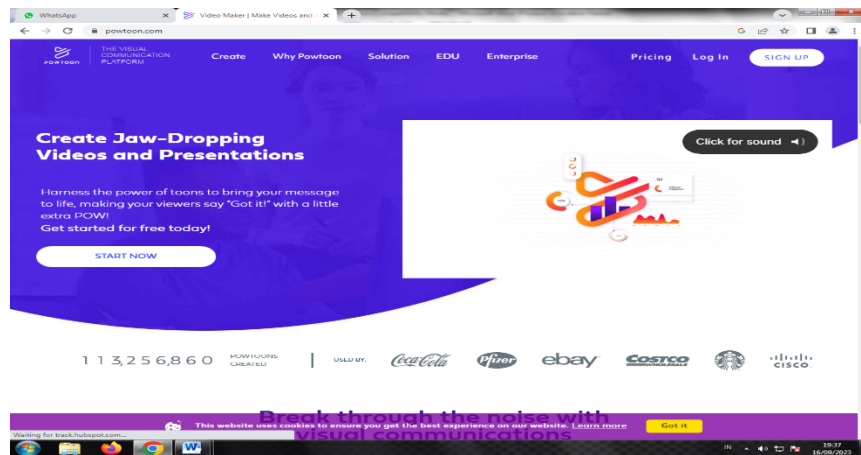 WhatsApp
Video Maker | Make Videos and
powtoon.com
POWTOON
THE VISUAL
COMMUNICATION
PLATFORM
Create Why Powtoon Solution EDU Enterprise Pricing Log In SIGN UP
Create Jaw-Dropping
Videos and Presentations
Click for sound
Harness the power of toons to bring your message
to life, making your viewers say "Got it!" with a little
extra POW!
Get started for free today!
START NOW
113,256,860
POWTOONS
CREATED
USED BY:
Coca-Cola
Pfizer
ebay
COSTCO
WHOLESALE
CISCO
Break through the noise with
visual communications
This website uses cookies to ensure you get the best experience on our website. Learn more
Got it
Waiting for track.hubspot.com...
IN
19:37
16/09/2023